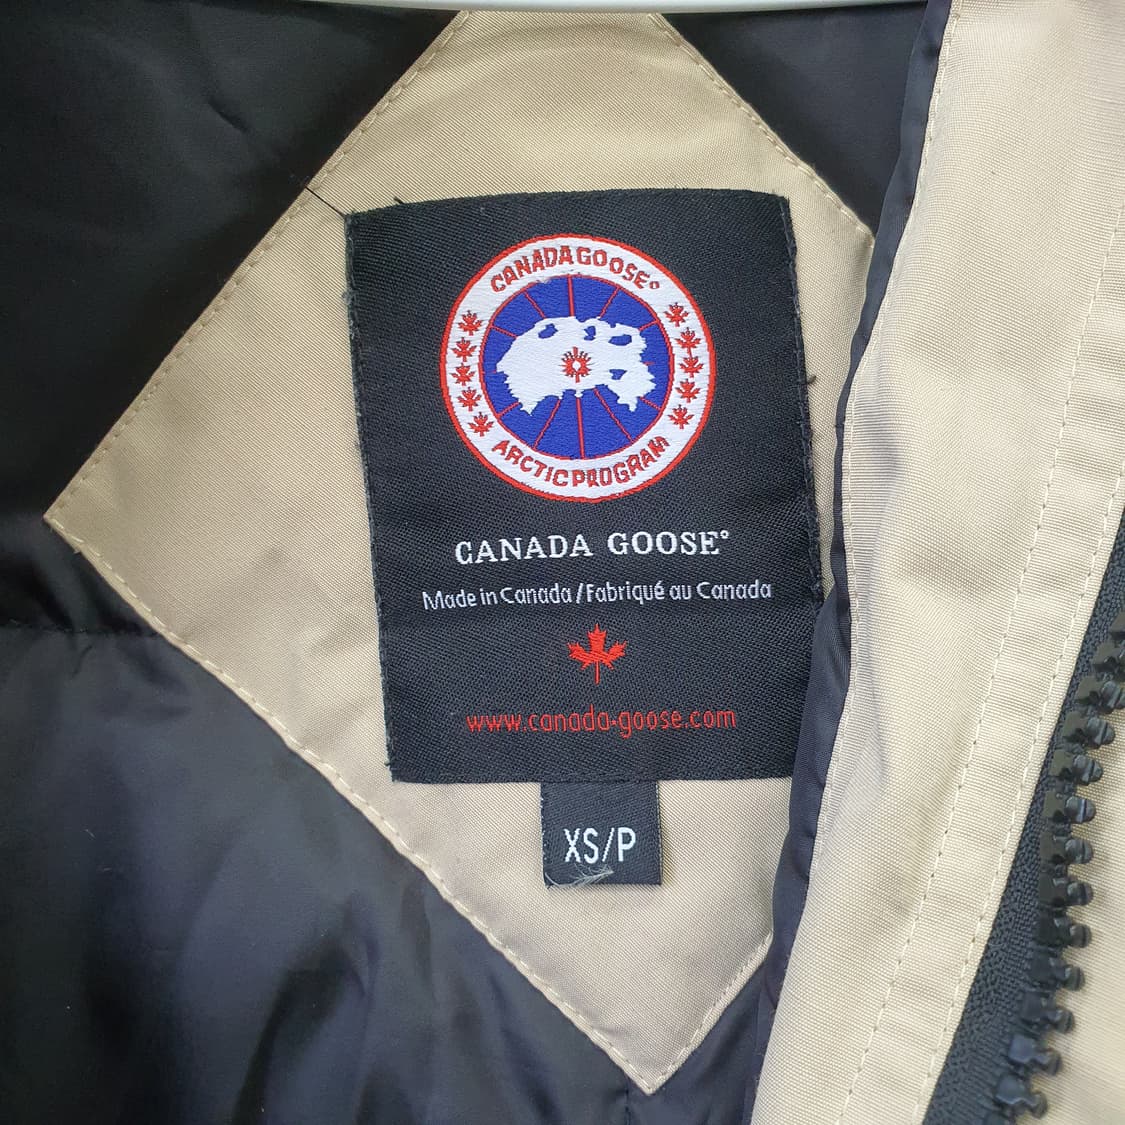 CANADA GOOSE°
ARCTIC PROGRAM
CANADA GOOSE°
Made in Canada / Fabriqué au Canada
www.canada-goose.com
XS/P